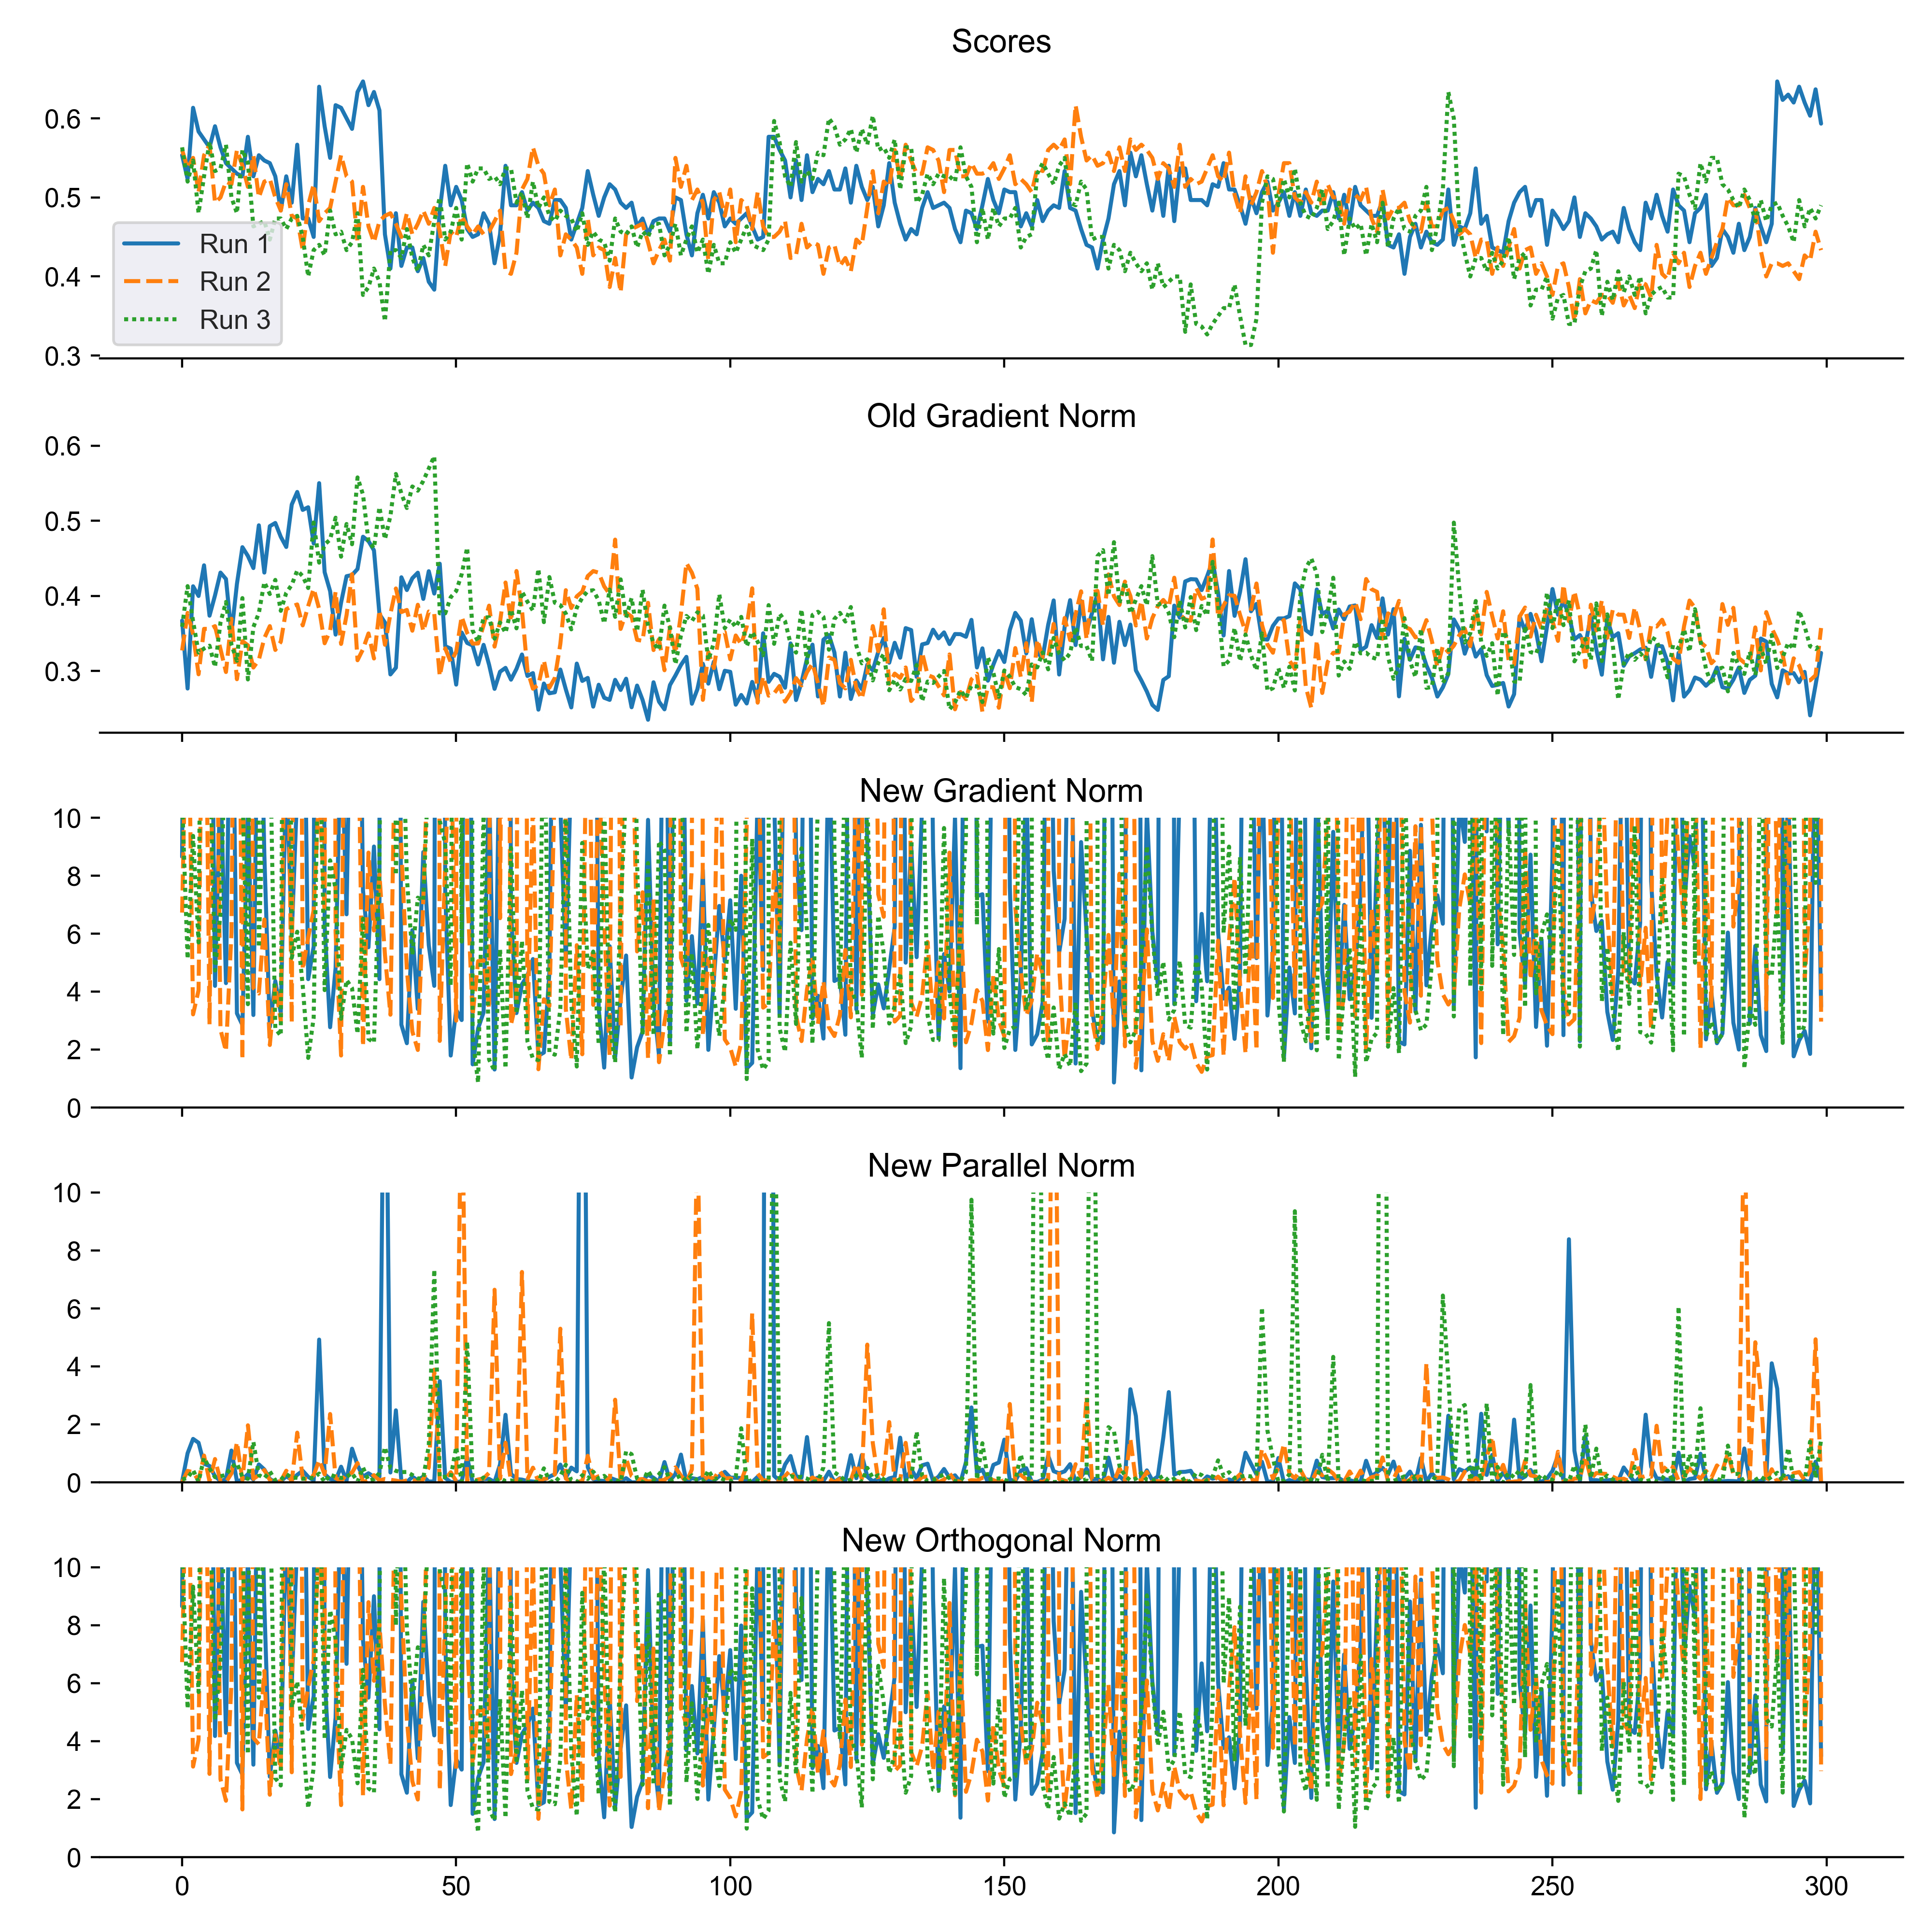 Scores
0.6
0.5
0.4
0.3
Run 1
Run 2
Run 3
Old Gradient Norm
0.6
0.5
0.4
0.3
New Gradient Norm
10
8
6
4
2
0
New Parallel Norm
10
8
6
4
2
0
New Orthogonal Norm
10
8
6
4
2
0
0 50 100 150 200 250 300